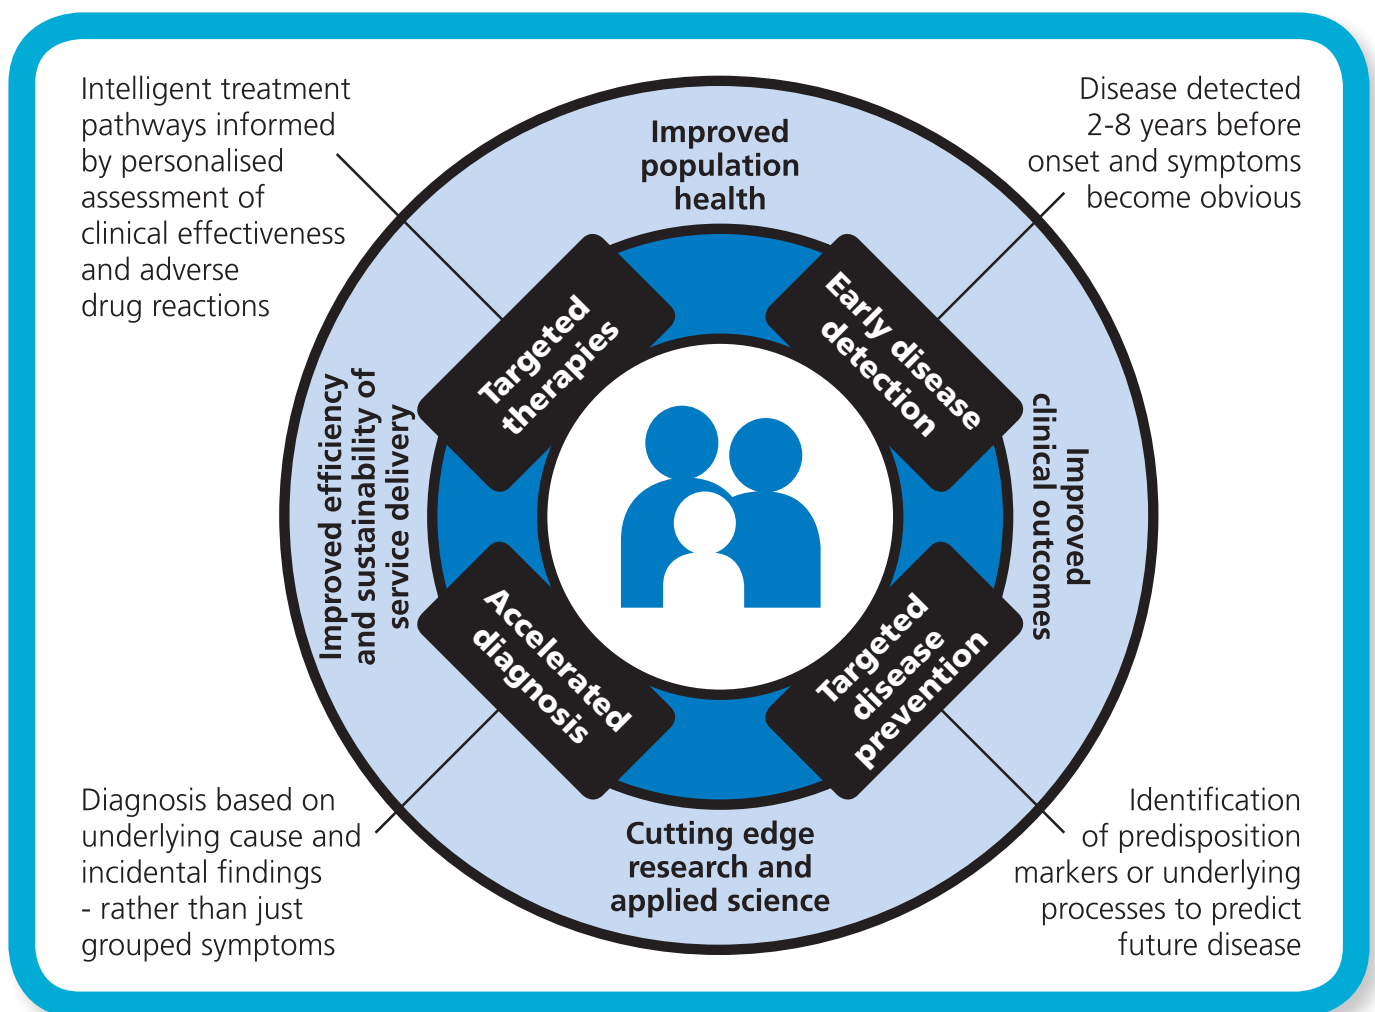 Intelligent treatment
pathways informed
by personalised
assessment of
clinical effectiveness
and adverse
drug reactions
Improved
population
health
Disease detected
2-8 years before
onset and symptoms
become obvious
Targeted
therapies
Early disease
detection
Improved efficiency
and sustainability of
service delivery
Improved
clinical outcomes
Accelerated
diagnosis
Targeted
disease
prevention
Diagnosis based on
underlying cause and
incidental findings
- rather than just
grouped symptoms
Cutting edge
research and
applied science
Identification
of predisposition
markers or underlying
processes to predict
future disease